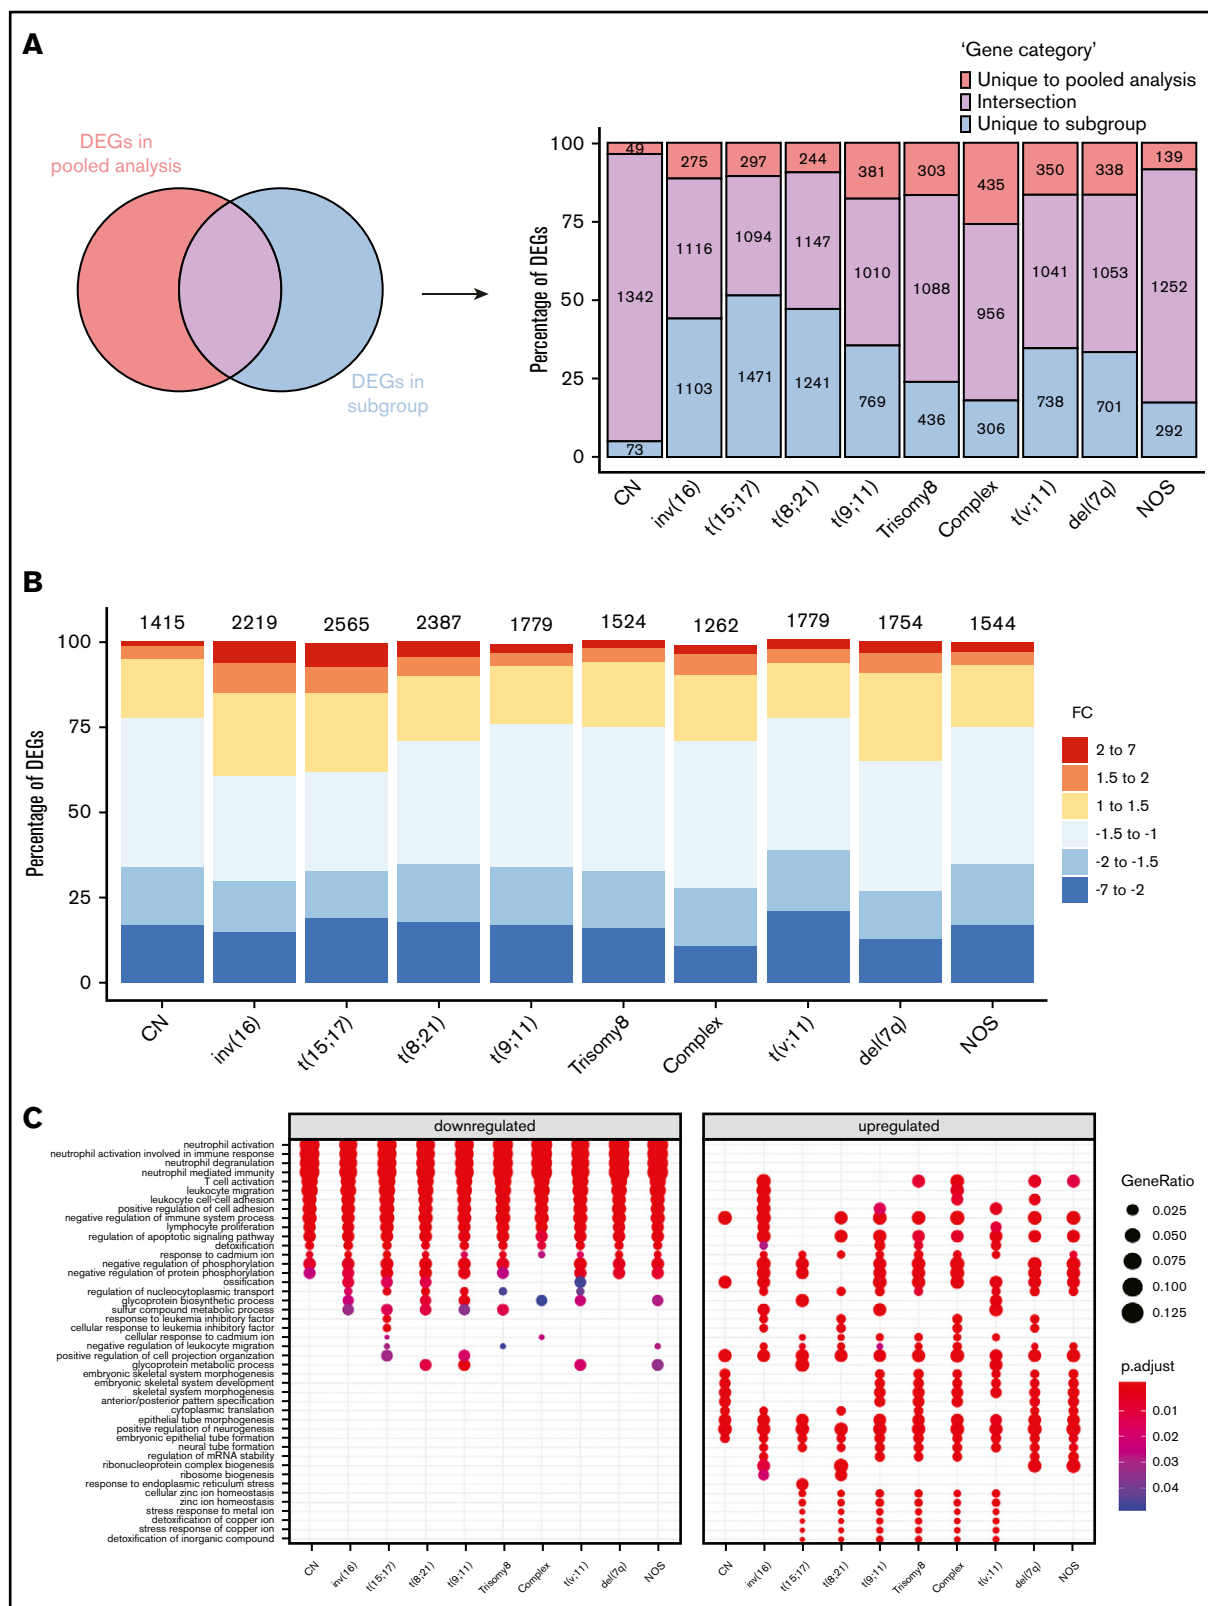 A
'Gene category'
Unique to pooled analysis
Intersection
Unique to subgroup
DEGs in
pooled analysis
DEGs in
subgroup
Percentage of DEGs
100
75
50
25
0
49 275 297 244 381 303 435 350 338 139
1342 1116 1094 1147 1010 1088 956 1041 1053 1252
73 1103 1471 1241 769 436 306 738 701 292
CN inv(16) t(15;17) t(8;21) t(9;11) Trisomy8 Complex t(v;11) del(7q) NOS
B
1415 2219 2565 2387 1779 1524 1262 1779 1754 1544
Percentage of DEGs
100
75
50
25
0
CN inv(16) t(15;17) t(8;21) t(9;11) Trisomy8 Complex t(v;11) del(7q) NOS
FC
2 to 7
1.5 to 2
1 to 1.5
-1.5 to -1
-2 to -1.5
-7 to -2
C
downregulated
upregulated
neutrophil activation
neutrophil activation involved in immune response
neutrophil degranulation
neutrophil mediated immunity
T cell activation
leukocyte migration
leukocyte cell-cell adhesion
positive regulation of cell adhesion
negative regulation of immune system process
lymphocyte proliferation
regulation of apoptotic signaling pathway
detoxification
response to cadmium ion
negative regulation of phosphorylation
negative regulation of protein phosphorylation
ossification
regulation of nucleocytoplasmic transport
glycoprotein biosynthetic process
sulfur compound metabolic process
response to leukemia inhibitory factor
cellular response to leukemia inhibitory factor
cellular response to cadmium ion
negative regulation of leukocyte migration
positive regulation of cell projection organization
glycoprotein metabolic process
embryonic skeletal system morphogenesis
embryonic skeletal system development
skeletal system morphogenesis
anterior/posterior pattern specification
cytoplasmic translation
epithelial tube morphogenesis
positive regulation of neurogenesis
embryonic epithelial tube formation
neural tube formation
regulation of mRNA stability
ribonucleoprotein complex biogenesis
ribosome biogenesis
response to endoplasmic reticulum stress
cellular zinc ion homeostasis
zinc ion homeostasis
stress response to metal ion
detoxification of copper ion
stress response of copper ion
detoxification of inorganic compound
CN inv(16) t(15;17) t(8;21) t(9;11) Trisomy8 Complex t(v;11) del(7q) NOS
CN inv(16) t(15;17) t(8;21) t(9;11) Trisomy8 Complex t(v;11) del(7q) NOS
GeneRatio
0.025
0.050
0.075
0.100
0.125
p.adjust
0.01
0.02
0.03
0.04